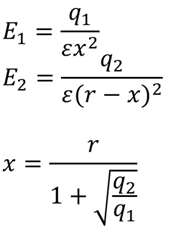 E₁ = q₁ / (εx²)
E₂ = q₂ / (ε(r − x)²)
x = r / (1 + √(q₂ / q₁))